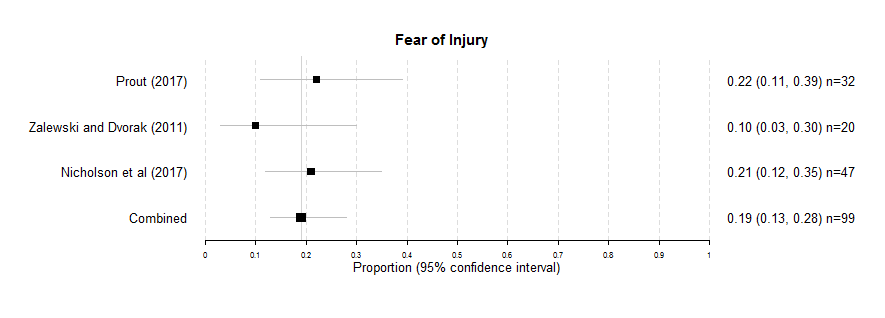 Fear of Injury
Prout (2017) 0.22 (0.11, 0.39) n=32
Zalewski and Dvorak (2011) 0.10 (0.03, 0.30) n=20
Nicholson et al (2017) 0.21 (0.12, 0.35) n=47
Combined 0.19 (0.13, 0.28) n=99
0 0.1 0.2 0.3 0.4 0.5 0.6 0.7 0.8 0.9 1
Proportion (95% confidence interval)